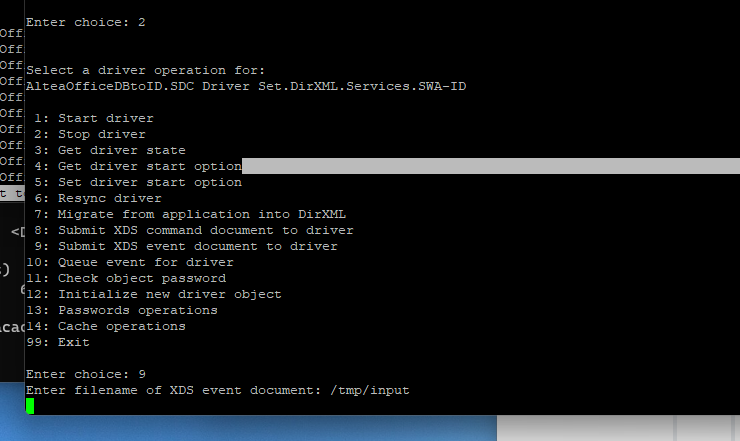 Enter choice: 2
Select a driver operation for:
AlteaOfficeDBtoID.SDC Driver Set.DirXML.Services.SWA-ID
1: Start driver
2: Stop driver
3: Get driver state
4: Get driver start option
5: Set driver start option
6: Resync driver
7: Migrate from application into DirXML
8: Submit XDS command document to driver
9: Submit XDS event document to driver
10: Queue event for driver
11: Check object password
12: Initialize new driver object
13: Passwords operations
14: Cache operations
99: Exit
Enter choice: 9
Enter filename of XDS event document: /tmp/input
Off
Off
Off
Off
Off
Off
Off
Off
Off
Off
t t
<D
)
6
cac